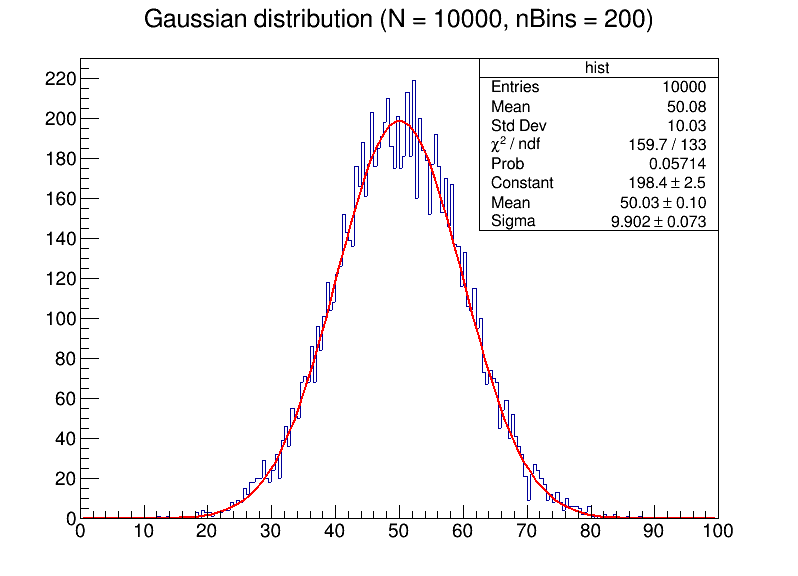 Gaussian distribution (N = 10000, nBins = 200)
hist
Entries 10000
Mean 50.08
Std Dev 10.03
χ² / ndf 159.7 / 133
Prob 0.05714
Constant 198.4 ± 2.5
Mean 50.03 ± 0.10
Sigma 9.902 ± 0.073
220
200
180
160
140
120
100
80
60
40
20
0
0 10 20 30 40 50 60 70 80 90 100